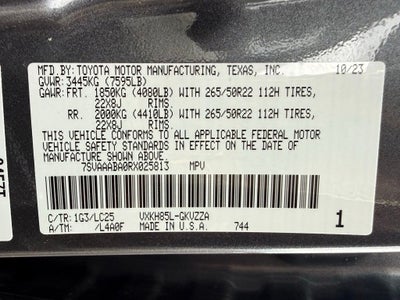 MFD.BY: TOYOTA MOTOR MANUFACTURING, TEXAS, INC. 10/23
GVWR: 3445KG (7595LB)
GAWR: FRT. 1850KG (4080LB) WITH 265/50R22 112H TIRES,
22X8J RIMS.
RR. 2000KG (4410LB) WITH 265/50R22 112H TIRES,
22X8J RIMS.
THIS VEHICLE CONFORMS TO ALL APPLICABLE FEDERAL MOTOR
VEHICLE SAFETY STANDARDS IN EFFECT ON THE DATE OF
MANUFACTURE SHOWN ABOVE.
7SVAAABA0RX025813 MPV
C/TR: 1G3/LC25 VXKH85L-GKVZZA
A/TM: /L4A0F MADE IN U.S.A. 744 1